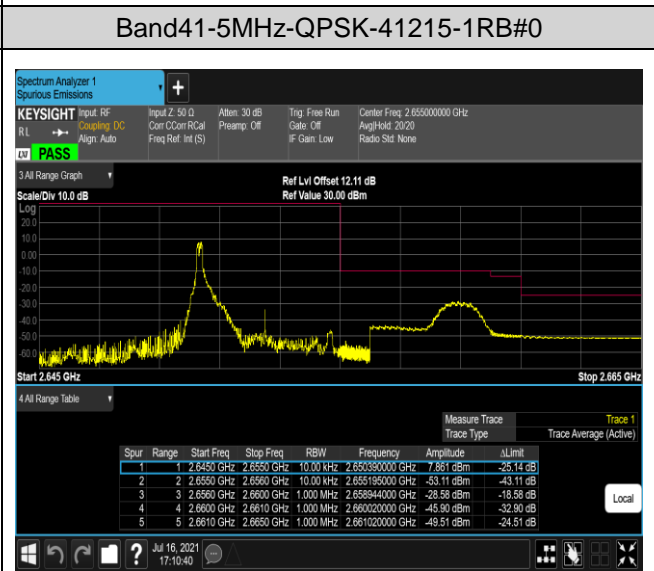 Band41-5MHz-QPSK-41215-1RB#0
Spectrum Analyzer 1
Spurious Emissions
+
KEYSIGHT Input: RF Input Z: 50 Ω Atten: 30 dB Trig: Free Run Center Freq: 2.655000000 GHz
RL Coupling: DC Corr CCorr RCal Preamp: Off Gate: Off Avg|Hold: 20/20
Align: Auto Freq Ref: Int (S) IF Gain: Low Radio Std: None
LXI PASS
3 All Range Graph
Ref Lvl Offset 12.11 dB
Scale/Div 10.0 dB Ref Value 30.00 dBm
Log
20.0
10.0
0.00
-10.0
-20.0
-30.0
-40.0
-50.0
-60.0
Start 2.645 GHz Stop 2.665 GHz
4 All Range Table
Measure Trace Trace 1
Trace Type Trace Average (Active)
Spur Range Start Freq Stop Freq RBW Frequency Amplitude ΔLimit
1 1 2.6450 GHz 2.6550 GHz 10.00 kHz 2.650390000 GHz 7.861 dBm -25.14 dB
2 2 2.6550 GHz 2.6560 GHz 10.00 kHz 2.655195000 GHz -53.11 dBm -43.11 dB
3 3 2.6560 GHz 2.6600 GHz 1.000 MHz 2.658944000 GHz -28.58 dBm -18.58 dB
4 4 2.6600 GHz 2.6610 GHz 1.000 MHz 2.660020000 GHz -45.90 dBm -32.90 dB
5 5 2.6610 GHz 2.6650 GHz 1.000 MHz 2.661020000 GHz -49.51 dBm -24.51 dB
Local
? Jul 16, 2021
17:10:40